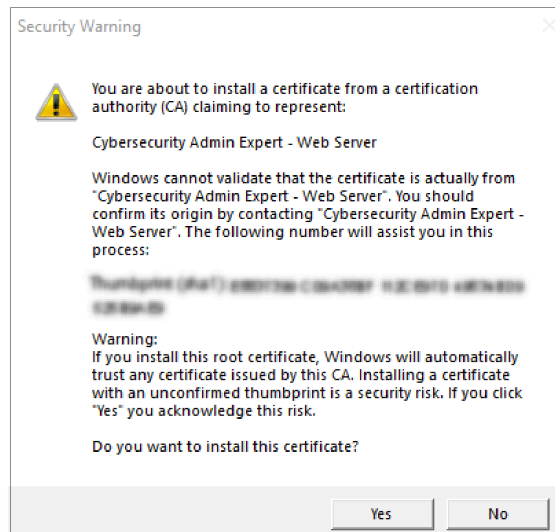 Security Warning
You are about to install a certificate from a certification
authority (CA) claiming to represent:
Cybersecurity Admin Expert - Web Server
Windows cannot validate that the certificate is actually from
"Cybersecurity Admin Expert - Web Server". You should
confirm its origin by contacting "Cybersecurity Admin Expert -
Web Server". The following number will assist you in this
process:
Thumbprint (sha1):
Warning:
If you install this root certificate, Windows will automatically
trust any certificate issued by this CA. Installing a certificate
with an unconfirmed thumbprint is a security risk. If you click
"Yes" you acknowledge this risk.
Do you want to install this certificate?
Yes
No